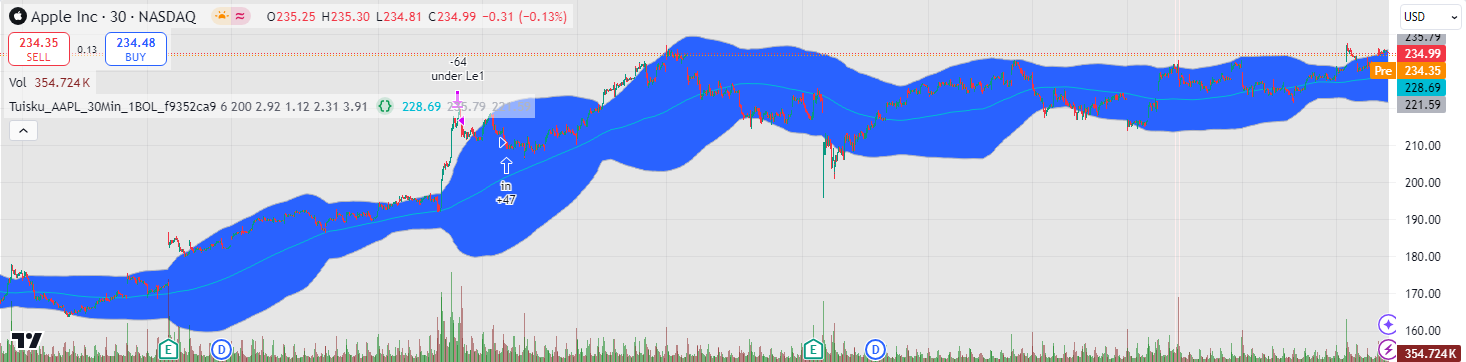 Apple Inc · 30 · NASDAQ O235.25 H235.30 L234.81 C234.99 −0.31 (−0.13%)
USD
234.35
SELL
0.13
234.48
BUY
Vol 354.724 K
Tuisku_AAPL_30Min_1BOL_f9352ca9 6 200 2.92 1.12 2.31 3.91 228.69 235.79
-64
under Le1
in
+47
235.79
234.99
Pre 234.35
228.69
221.59
210.00
200.00
190.00
180.00
170.00
160.00
354.724 K
E
D
E
D